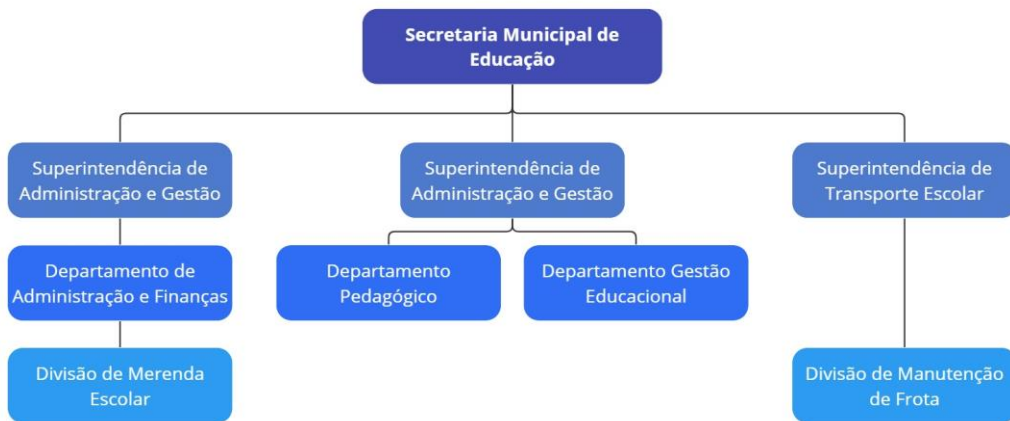 Secretaria Municipal de
Educação
Superintendência de
Administração e Gestão
Superintendência de
Administração e Gestão
Superintendência de
Transporte Escolar
Departamento de
Administração e Finanças
Departamento
Pedagógico
Departamento Gestão
Educacional
Divisão de Merenda
Escolar
Divisão de Manutenção
de Frota